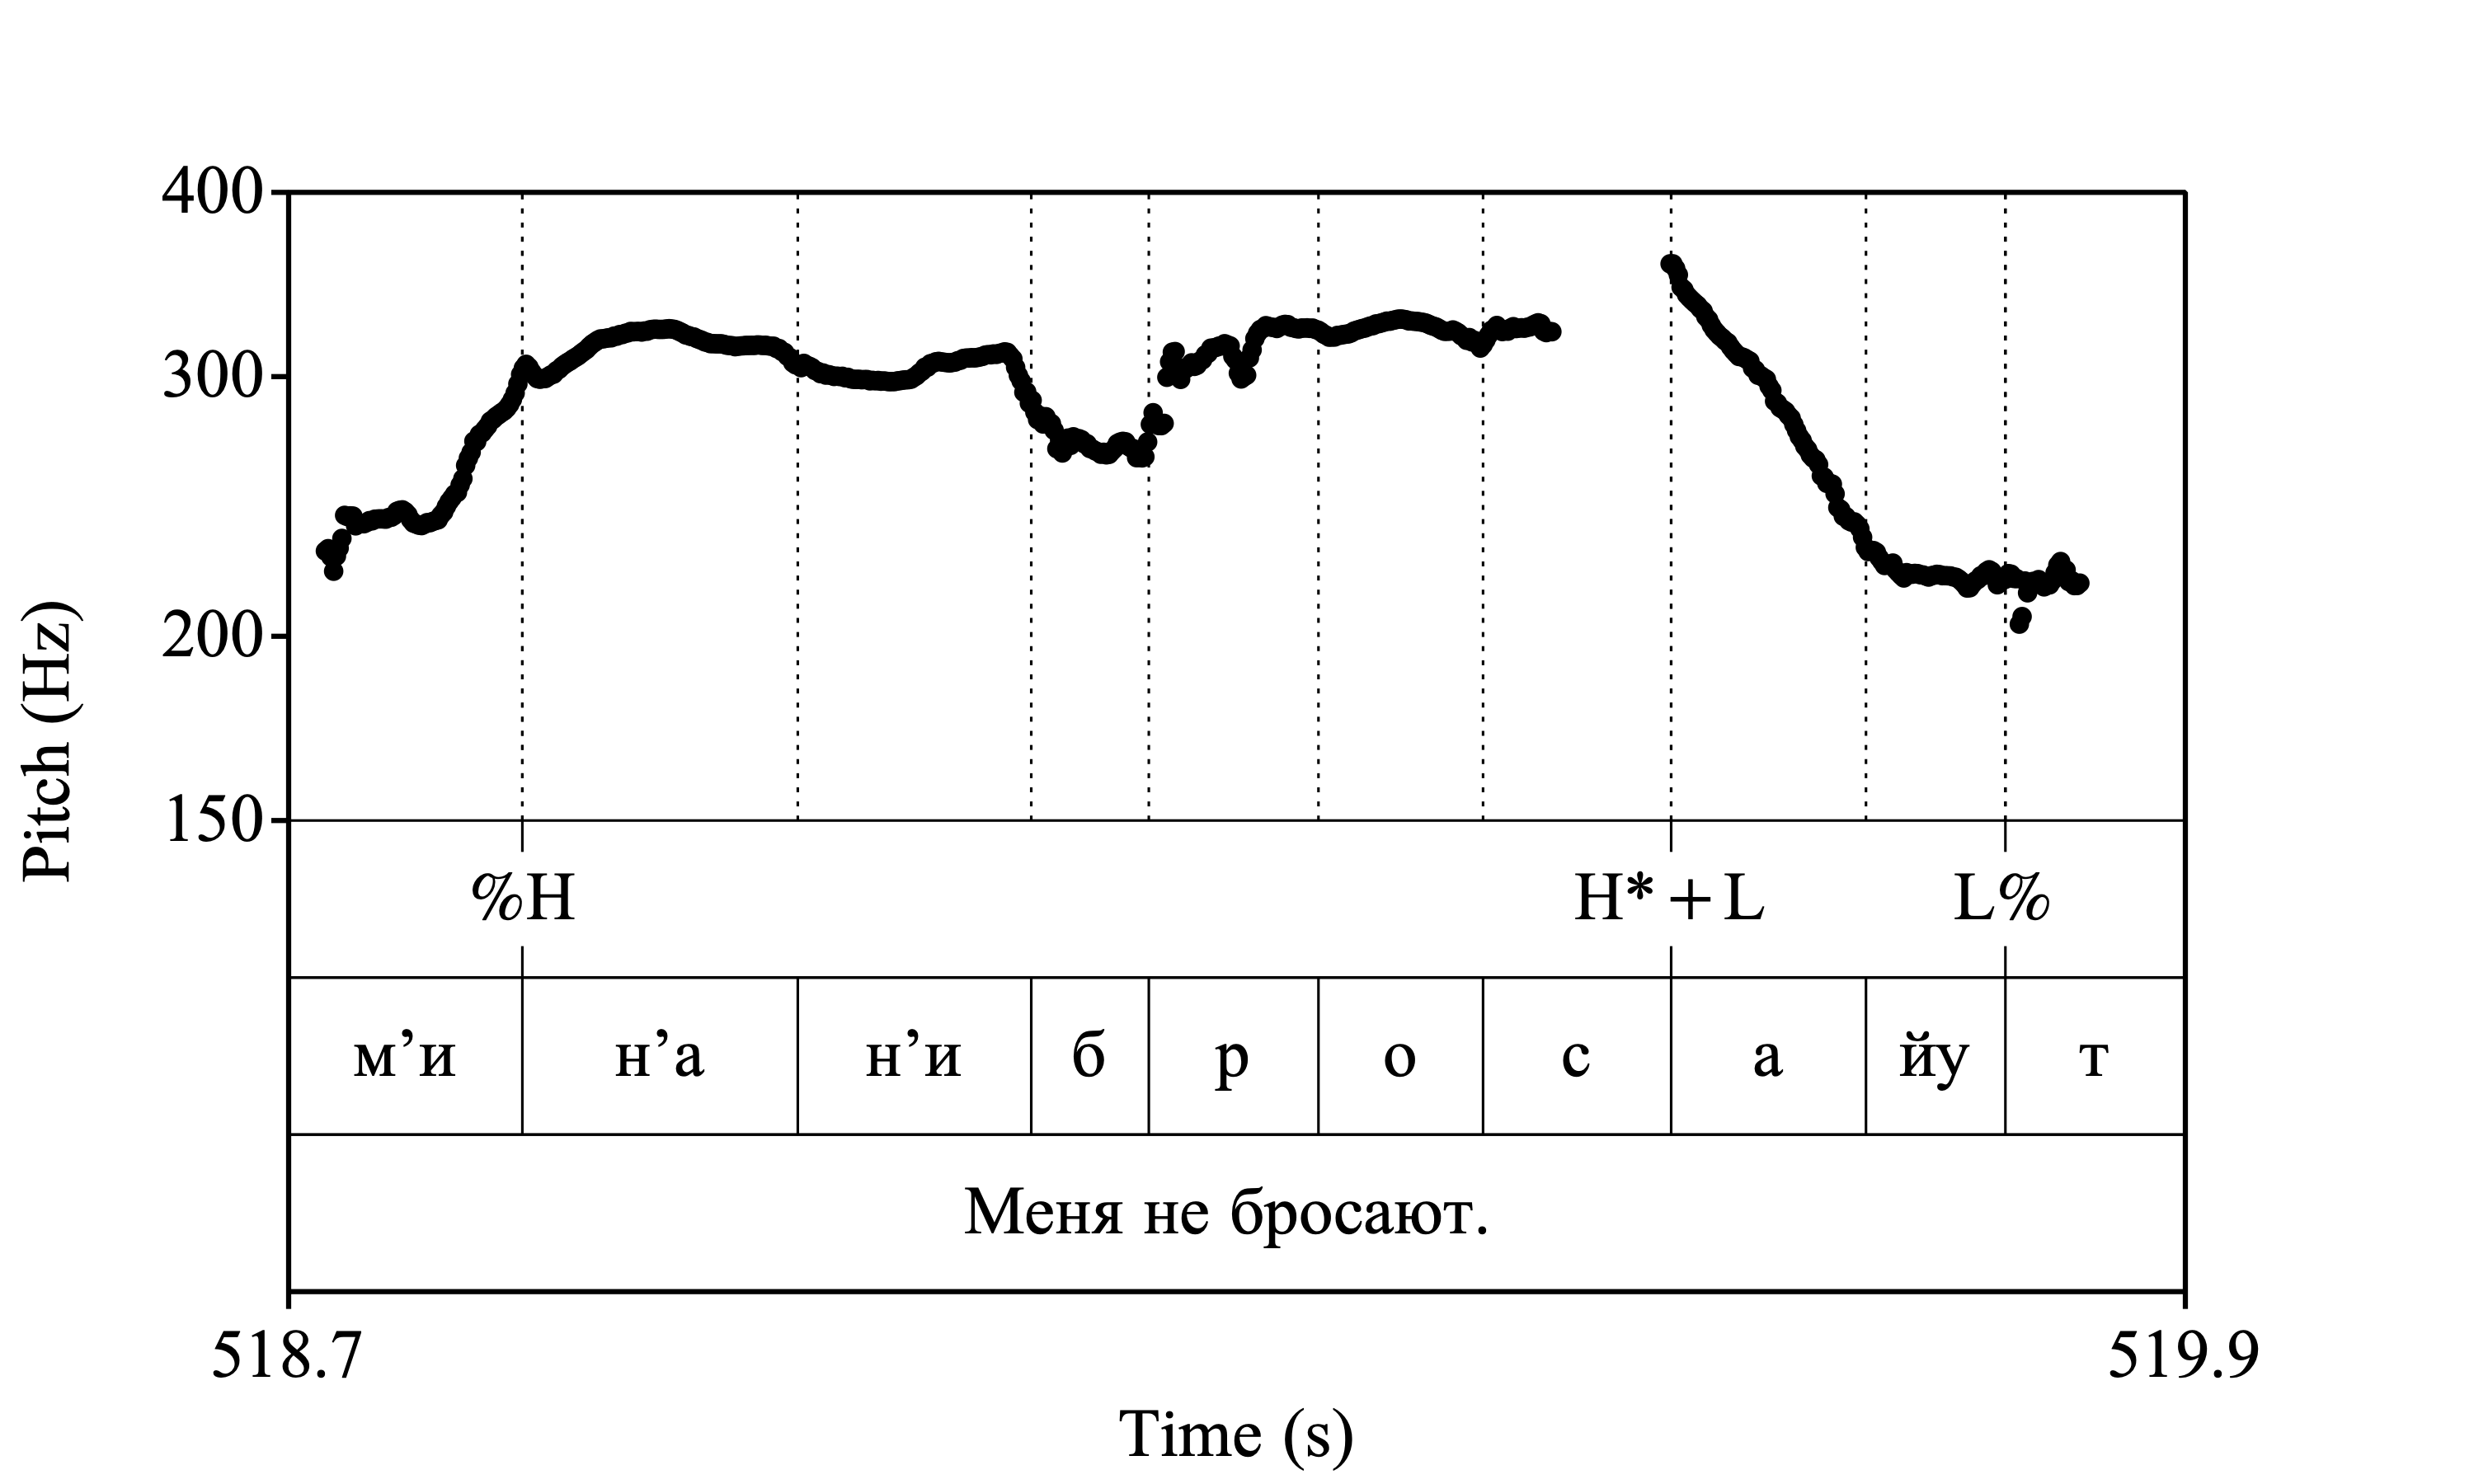 400
300
200
150
Pitch (Hz)
%H H*+L L%
м’и н’а н’и б р о с а йу т
Меня не бросают.
518.7 519.9
Time (s)